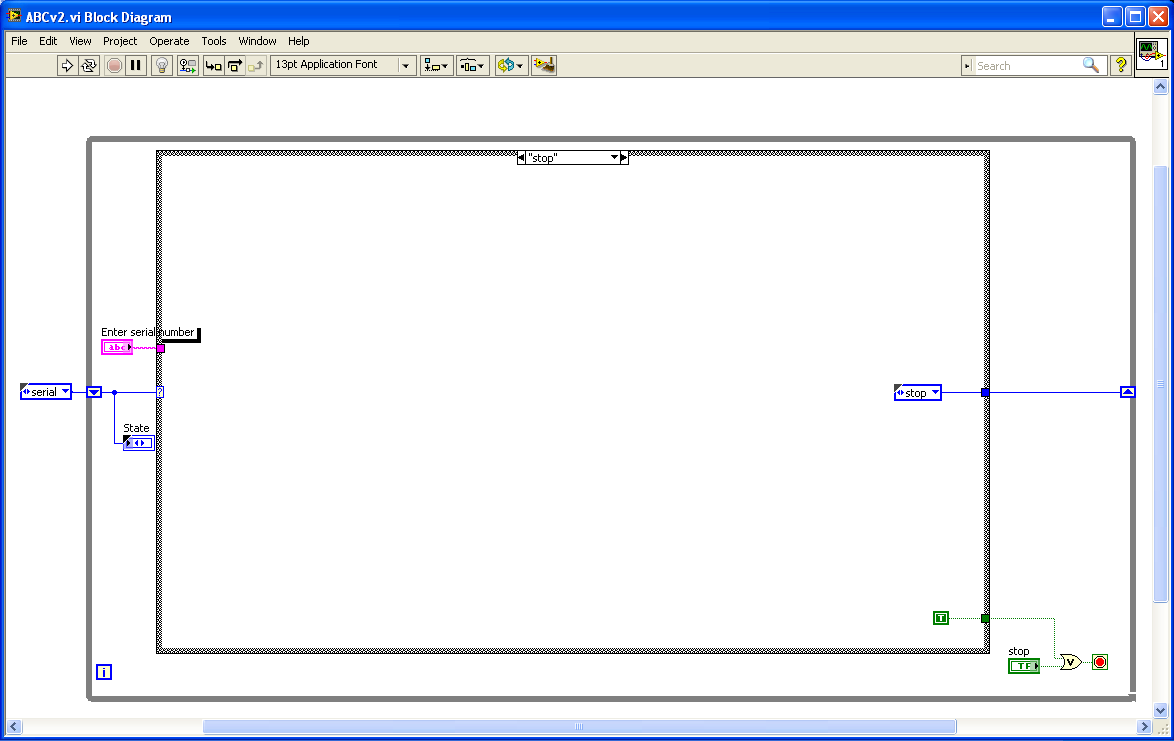 ABCv2.vi Block Diagram
File Edit View Project Operate Tools Window Help
13pt Application Font
Search
?
1
"stop"
Enter serial number
abc
serial
?
stop
State
T
stop
TF
V
i